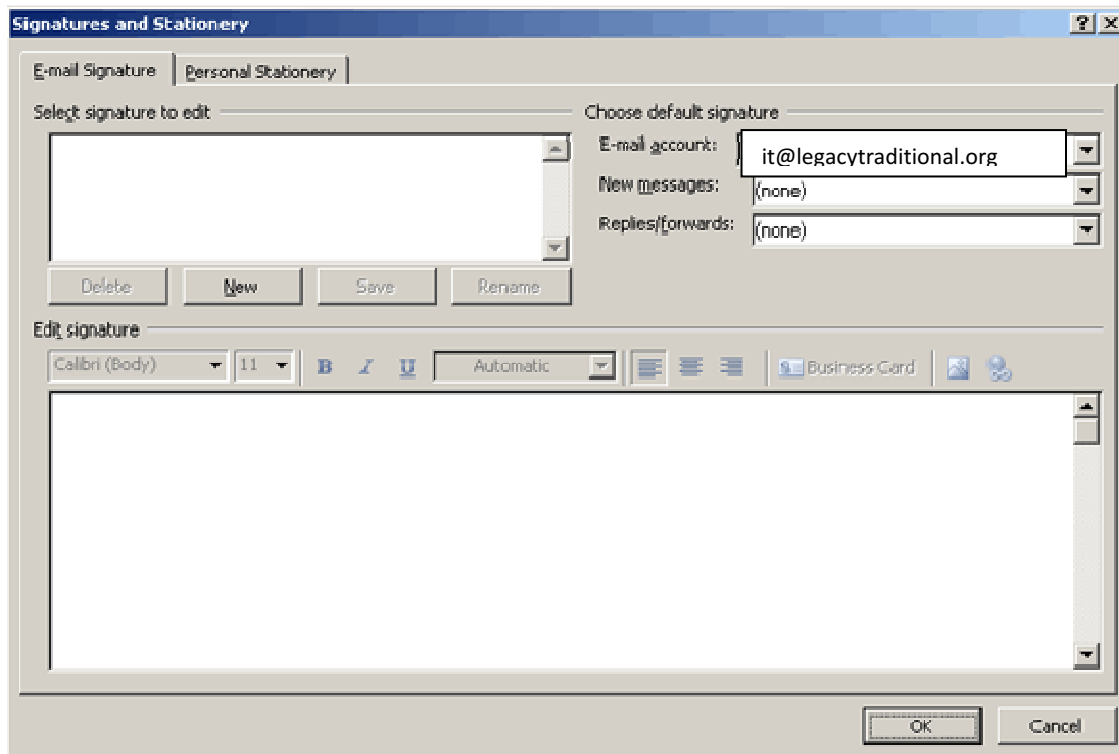 Signatures and Stationery
E-mail Signature Personal Stationery
Select signature to edit Choose default signature
E-mail account: it@legacytraditional.org
New messages: (none)
Replies/forwards: (none)
Delete New Save Rename
Edit signature
Calibri (Body) 11 B I U Automatic Business Card
OK Cancel